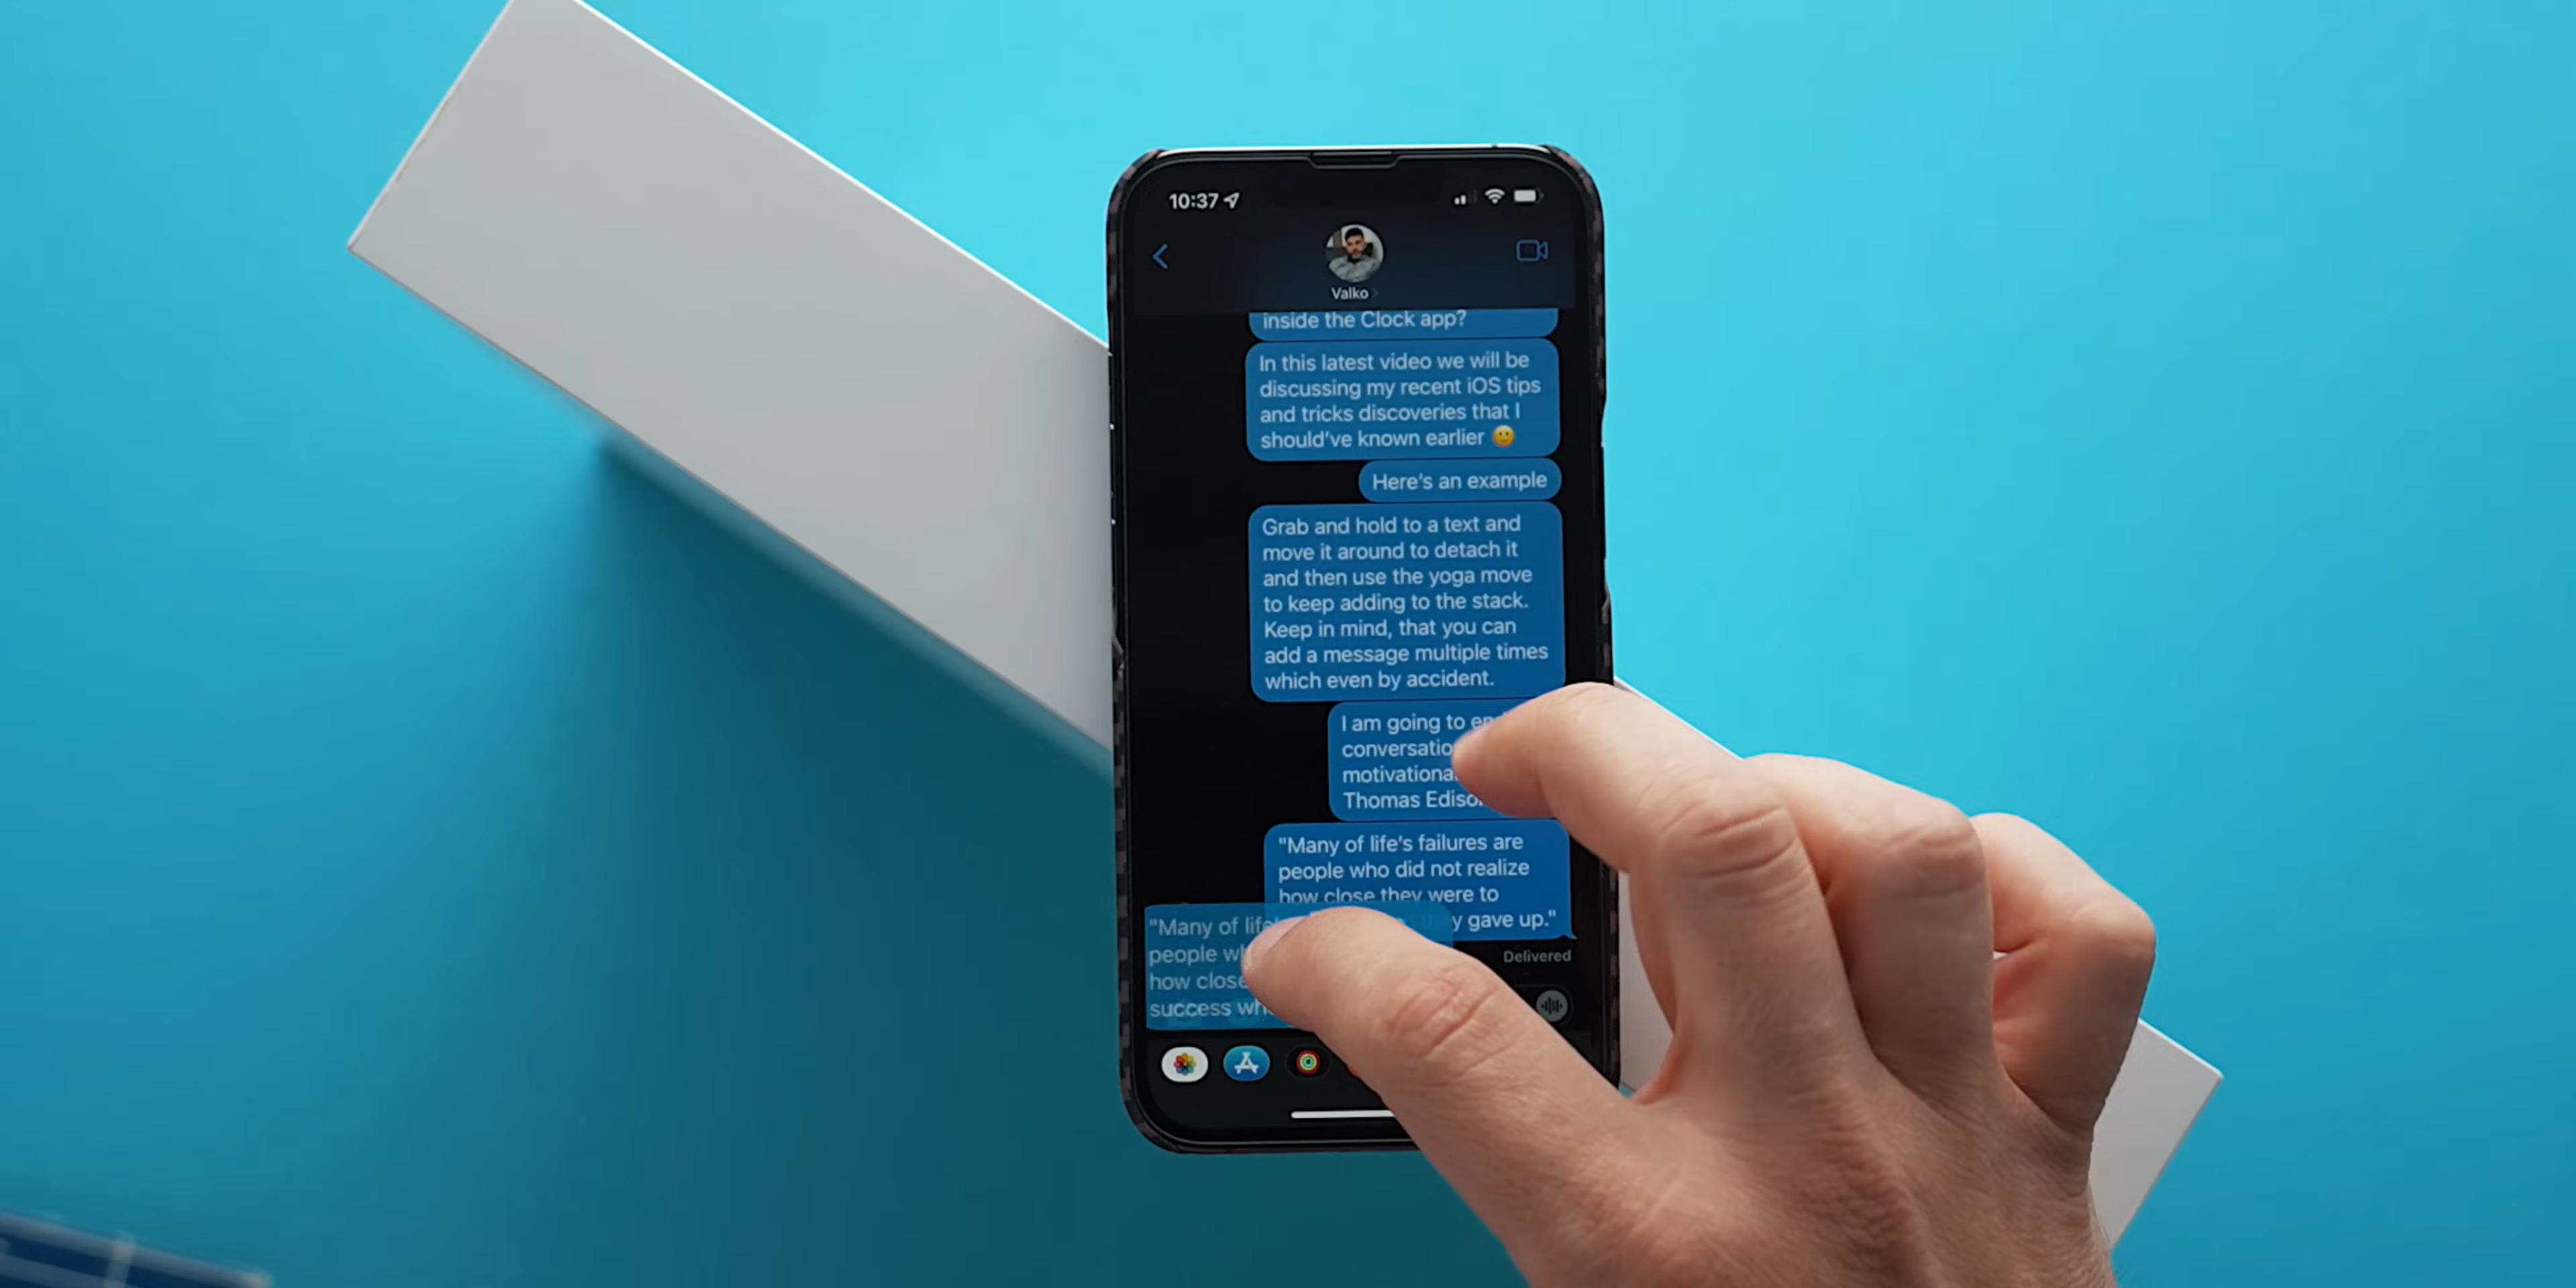 10:37
Valko
inside the Clock app?
In this latest video we will be
discussing my recent iOS tips
and tricks discoveries that I
should've known earlier 🙂
Here's an example
Grab and hold to a text and
move it around to detach it
and then use the yoga move
to keep adding to the stack.
Keep in mind, that you can
add a message multiple times
which even by accident.
I am going to
conversatio
motivationa
Thomas Edison
"Many of life's failures are
people who did not realize
how close they were to
they gave up."
"Many of life's
people who
how close
success wh
Delivered